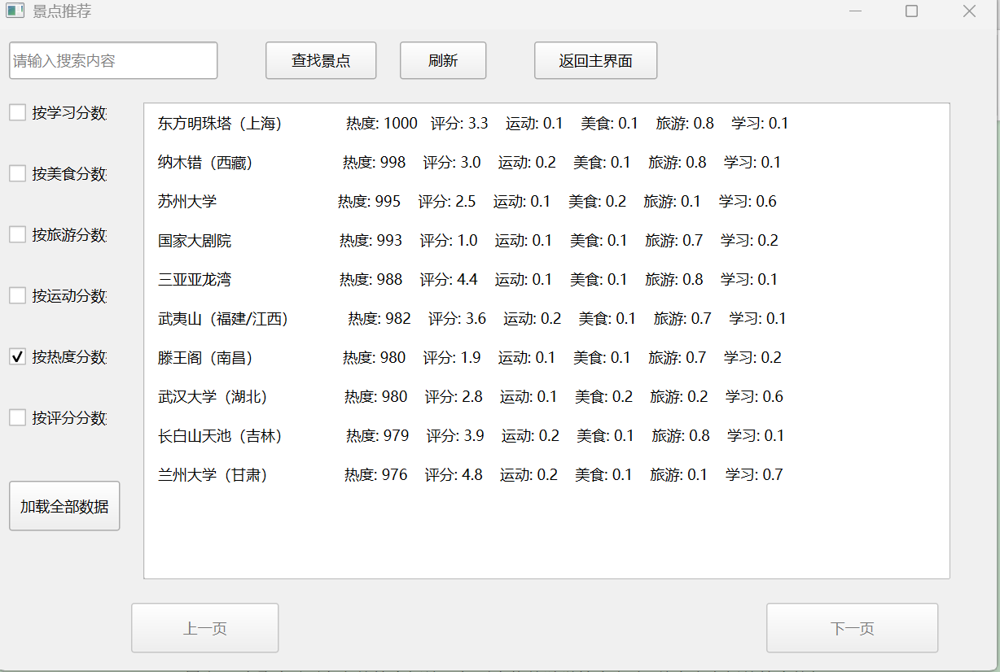 景点推荐
请输入搜索内容 查找景点 刷新 返回主界面
按学习分数
按美食分数
按旅游分数
按运动分数
按热度分数
按评分分数
加载全部数据
东方明珠塔（上海） 热度: 1000 评分: 3.3 运动: 0.1 美食: 0.1 旅游: 0.8 学习: 0.1
纳木错（西藏） 热度: 998 评分: 3.0 运动: 0.2 美食: 0.1 旅游: 0.8 学习: 0.1
苏州大学 热度: 995 评分: 2.5 运动: 0.1 美食: 0.2 旅游: 0.1 学习: 0.6
国家大剧院 热度: 993 评分: 1.0 运动: 0.1 美食: 0.1 旅游: 0.7 学习: 0.2
三亚亚龙湾 热度: 988 评分: 4.4 运动: 0.1 美食: 0.1 旅游: 0.8 学习: 0.1
武夷山（福建/江西） 热度: 982 评分: 3.6 运动: 0.2 美食: 0.1 旅游: 0.7 学习: 0.1
滕王阁（南昌） 热度: 980 评分: 1.9 运动: 0.1 美食: 0.1 旅游: 0.7 学习: 0.2
武汉大学（湖北） 热度: 980 评分: 2.8 运动: 0.1 美食: 0.2 旅游: 0.2 学习: 0.6
长白山天池（吉林） 热度: 979 评分: 3.9 运动: 0.2 美食: 0.1 旅游: 0.8 学习: 0.1
兰州大学（甘肃） 热度: 976 评分: 4.8 运动: 0.2 美食: 0.1 旅游: 0.1 学习: 0.7
上一页 下一页